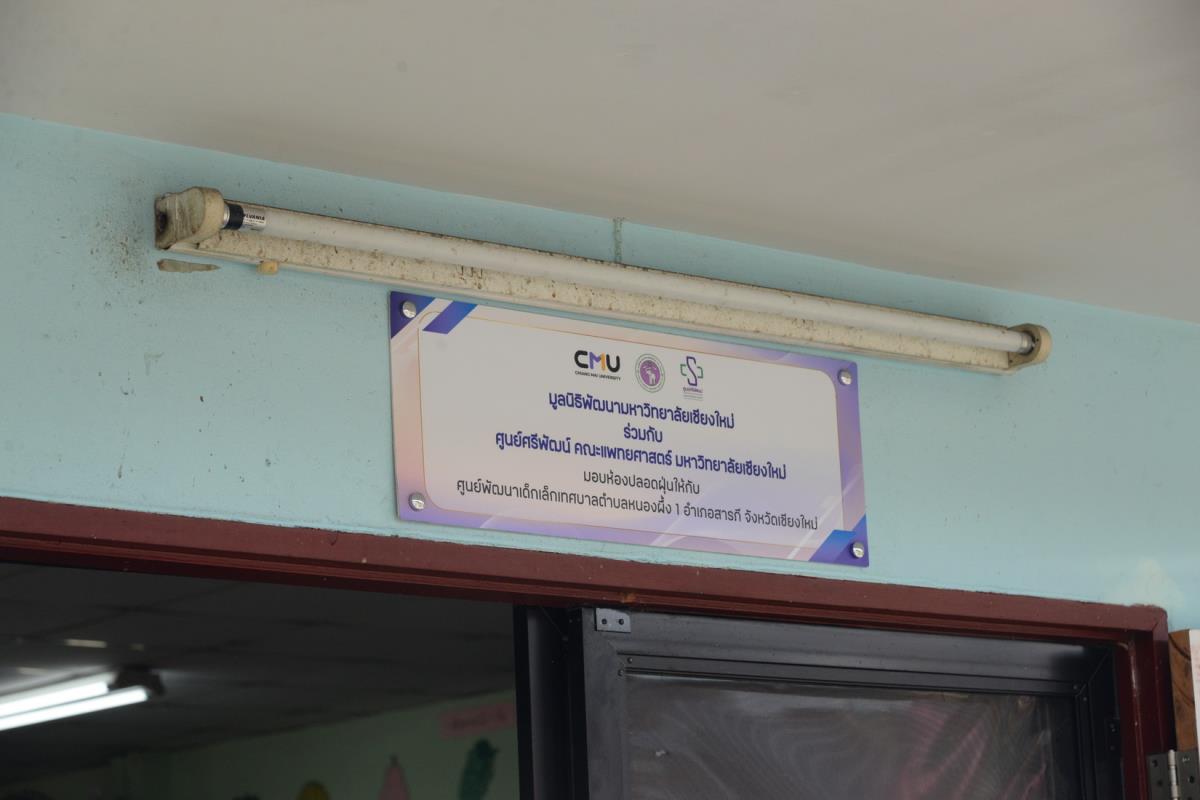 SYLVANIA
CMU
CHIANG MAI UNIVERSITY
มูลนิธิพัฒนามหาวิทยาลัยเชียงใหม่
ร่วมกับ
ศูนย์ศรีพัฒน์ คณะแพทยศาสตร์ มหาวิทยาลัยเชียงใหม่
มอบห้องปลอดฝุ่นให้กับ
ศูนย์พัฒนาเด็กเล็กเทศบาลตำบลหนองผึ้ง 1 อำเภอสารภี จังหวัดเชียงใหม่